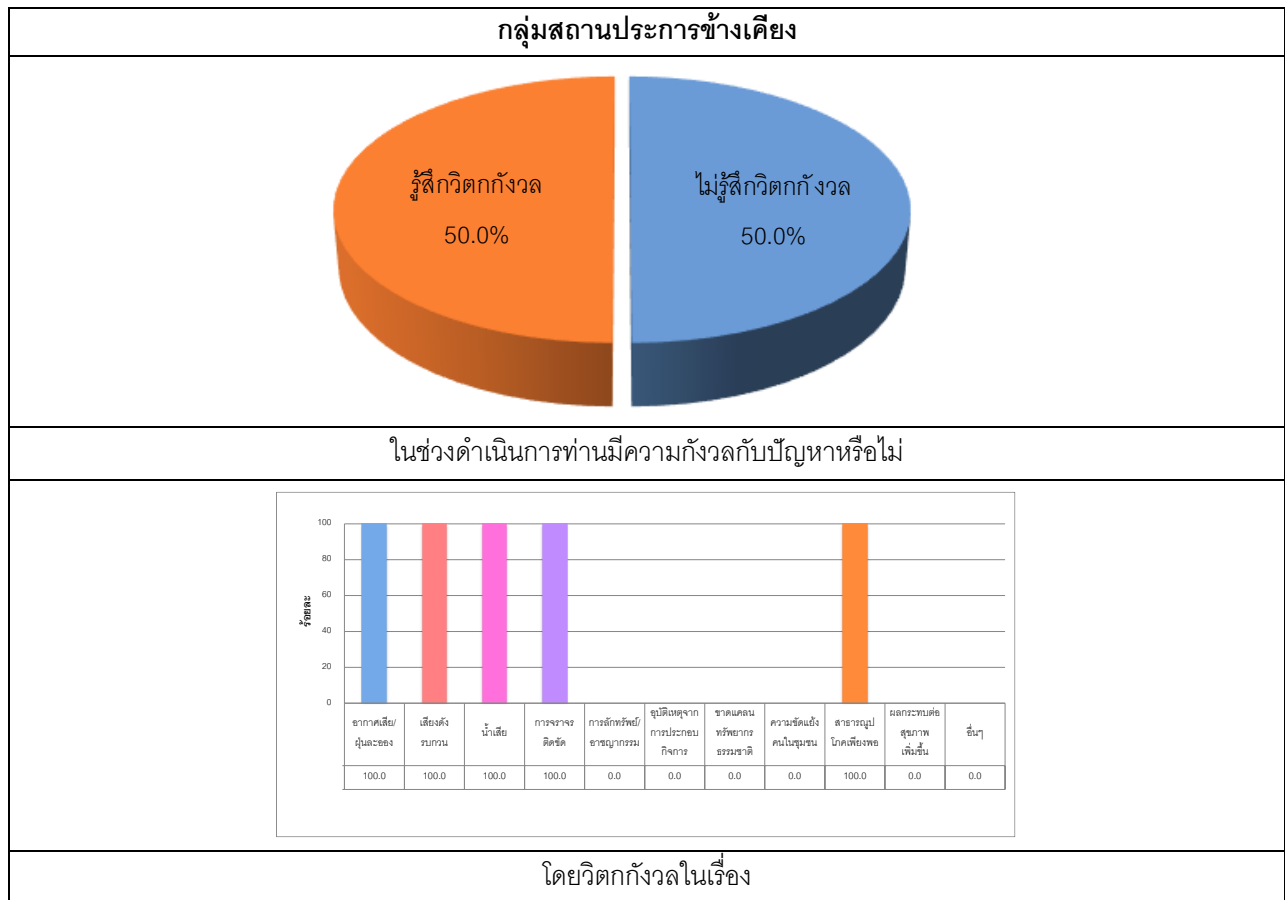 กลุ่มสถานประการข้างเคียง
รู้สึกวิตกกังวล
50.0%
ไม่รู้สึกวิตกกังวล
50.0%
ในช่วงดำเนินการท่านมีความกังวลกับปัญหาหรือไม่
ร้อยละ
100
80
60
40
20
0
อากาศเสีย/
ฝุ่นละออง
เสียงดัง
รบกวน
น้ำเสีย
การจราจร
ติดขัด
การลักทรัพย์/
อาชญากรรม
อุบัติเหตุจาก
การประกอบ
กิจการ
ขาดแคลน
ทรัพยากร
ธรรมชาติ
ความขัดแย้ง
คนในชุมชน
สาธารณูป
โภคเพียงพอ
ผลกระทบต่อ
สุขภาพ
เพิ่มขึ้น
อื่นๆ
100.0 100.0 100.0 100.0 0.0 0.0 0.0 0.0 100.0 0.0 0.0
โดยวิตกกังวลในเรื่อง